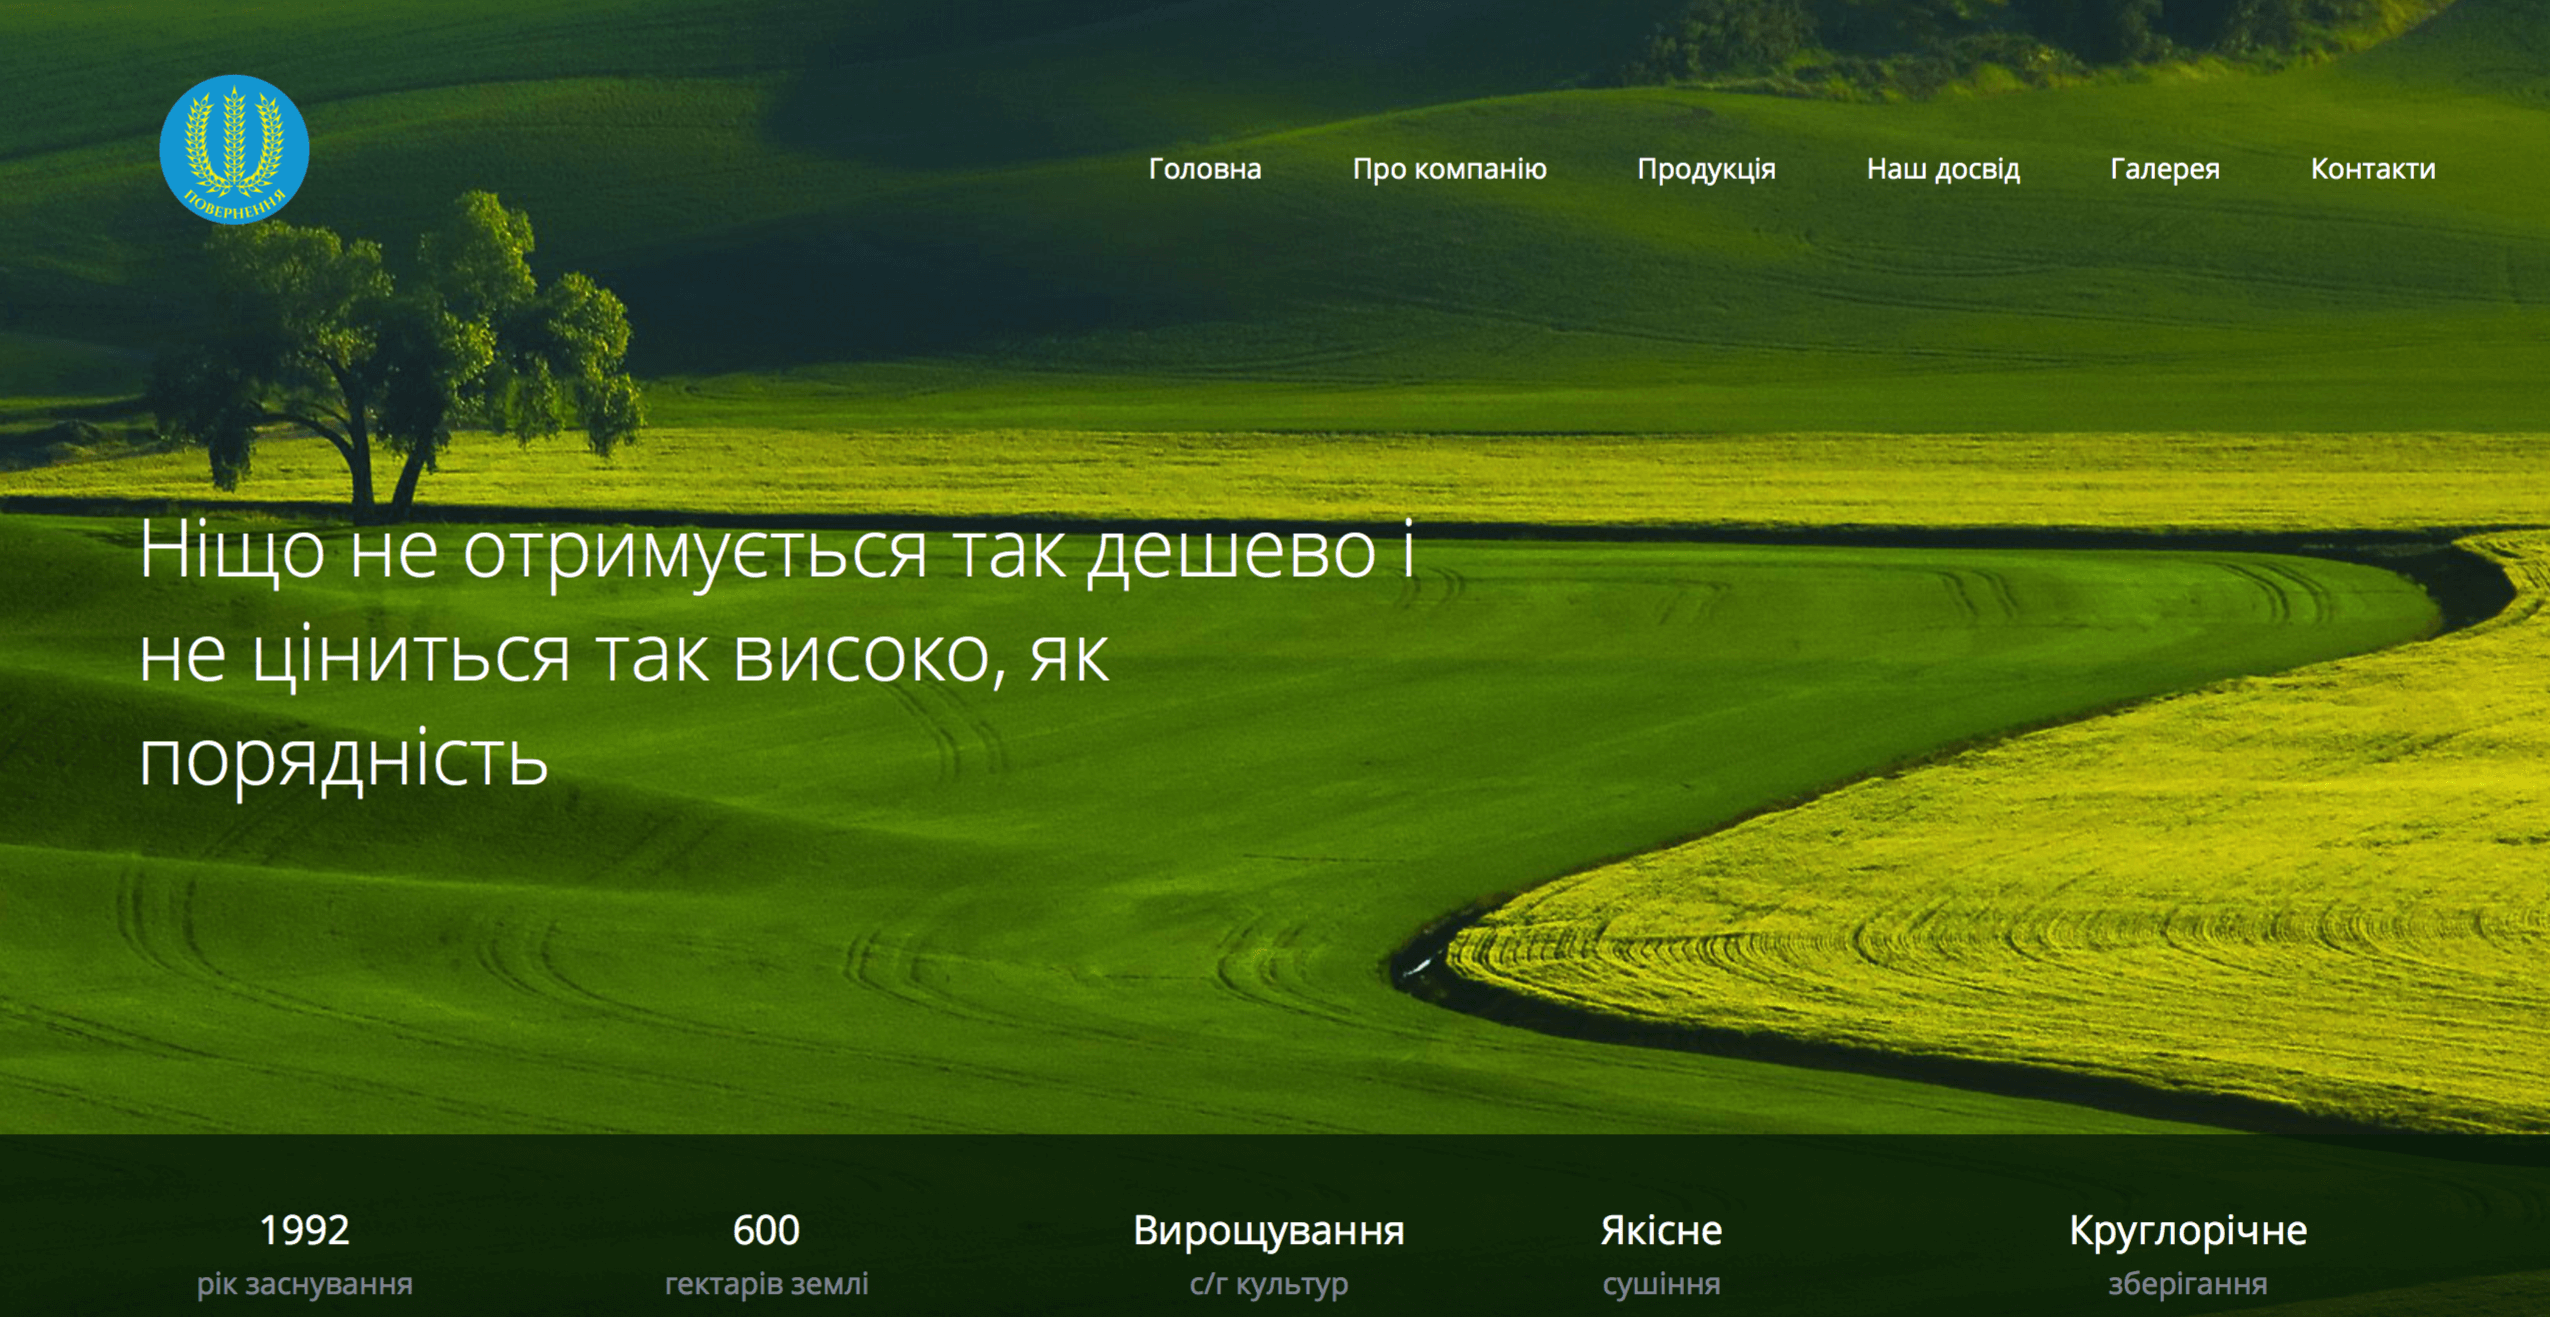 ПОВЕРНЕННЯ
Головна Про компанію Продукція Наш досвід Галерея Контакти
Ніщо не отримується так дешево і
не ціниться так високо, як
порядність
1992 600 Вирощування Якісне Круглорічне
рік заснування гектарів землі с/г культур сушіння зберігання